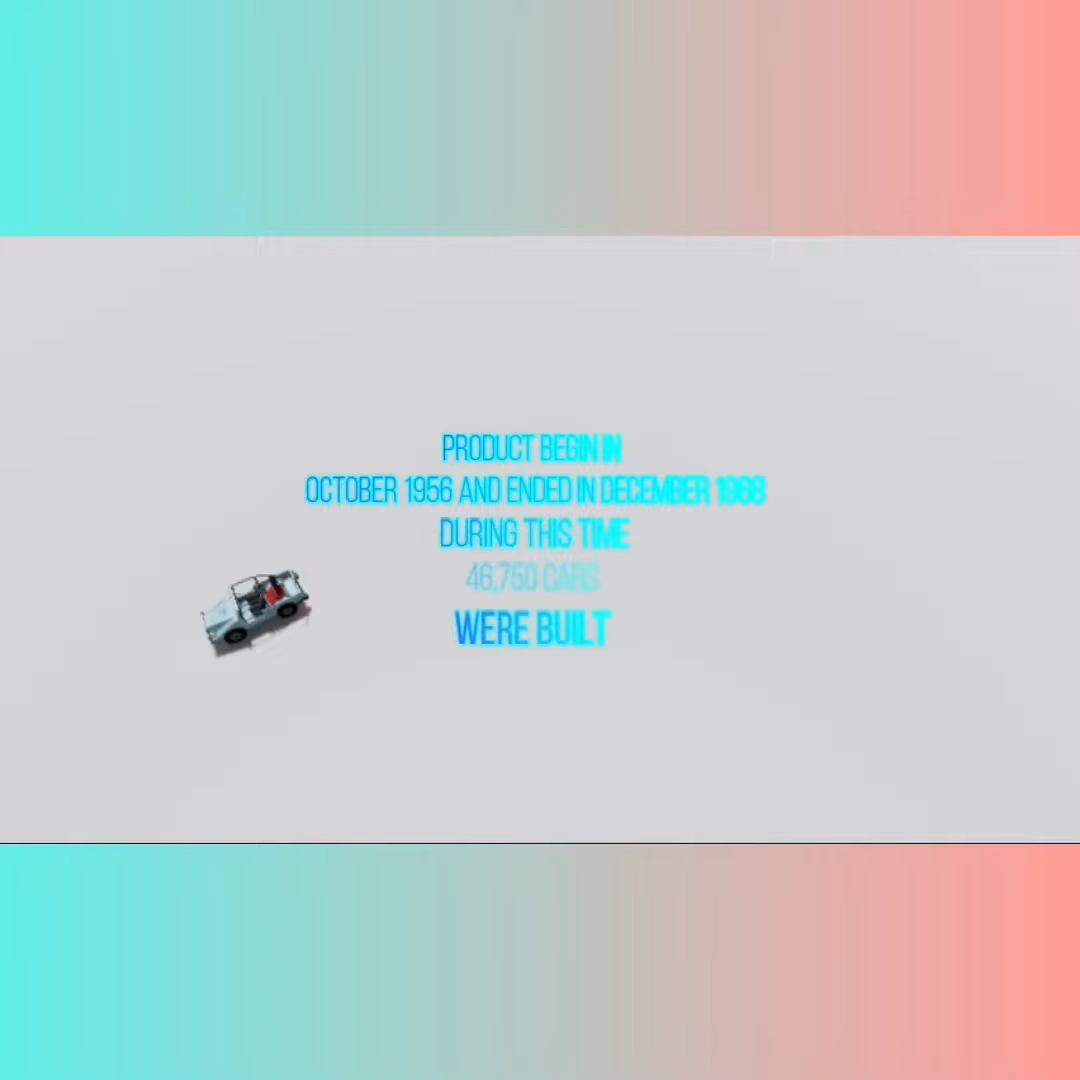 PRODUCT BEGIN IN
OCTOBER 1956 AND ENDED IN DECEMBER 1968
DURING THIS TIME
46,750 CARS
WERE BUILT